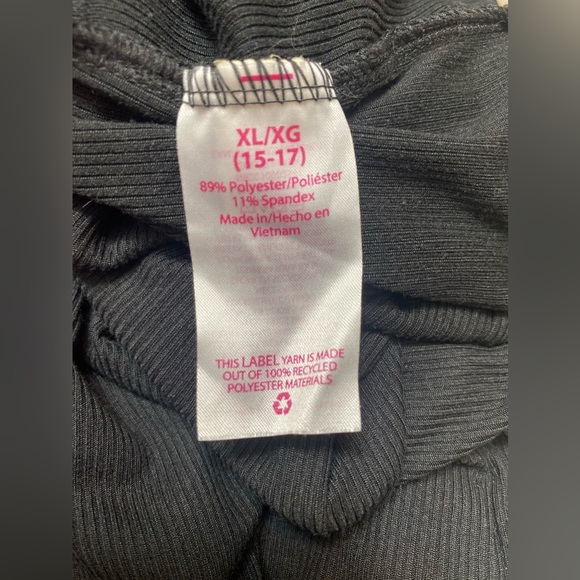 XL/XG
(15-17)
89% Polyester/Poliéster
11% Spandex
Made in/Hecho en
Vietnam
THIS LABEL YARN IS MADE
OUT OF 100% RECYCLED
POLYESTER MATERIALS